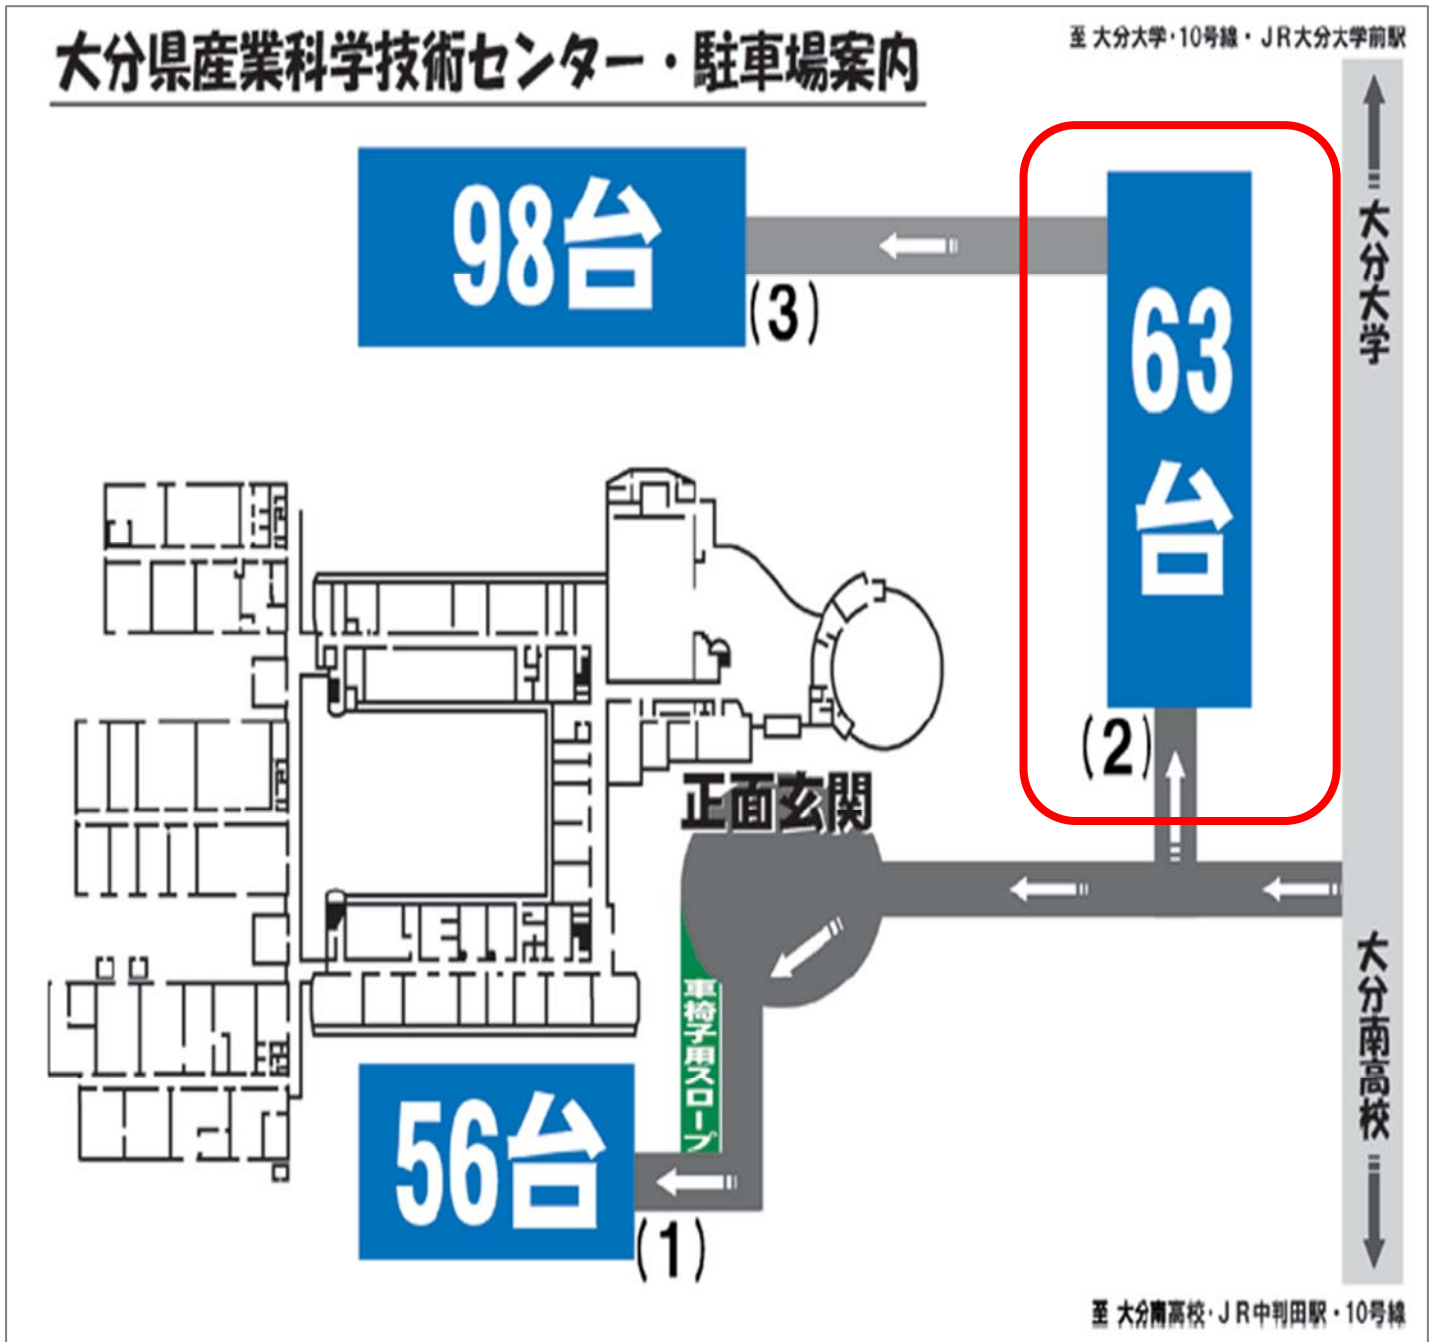 大分県産業科学技術センター・駐車場案内
至 大分大学・10号線・JR大分大学前駅
98台
(3)
63
台
大分大学
(2)
正面玄関
大分南高校
車椅子用スロープ
56台
(1)
至 大分南高校・JR中判田駅・10号線